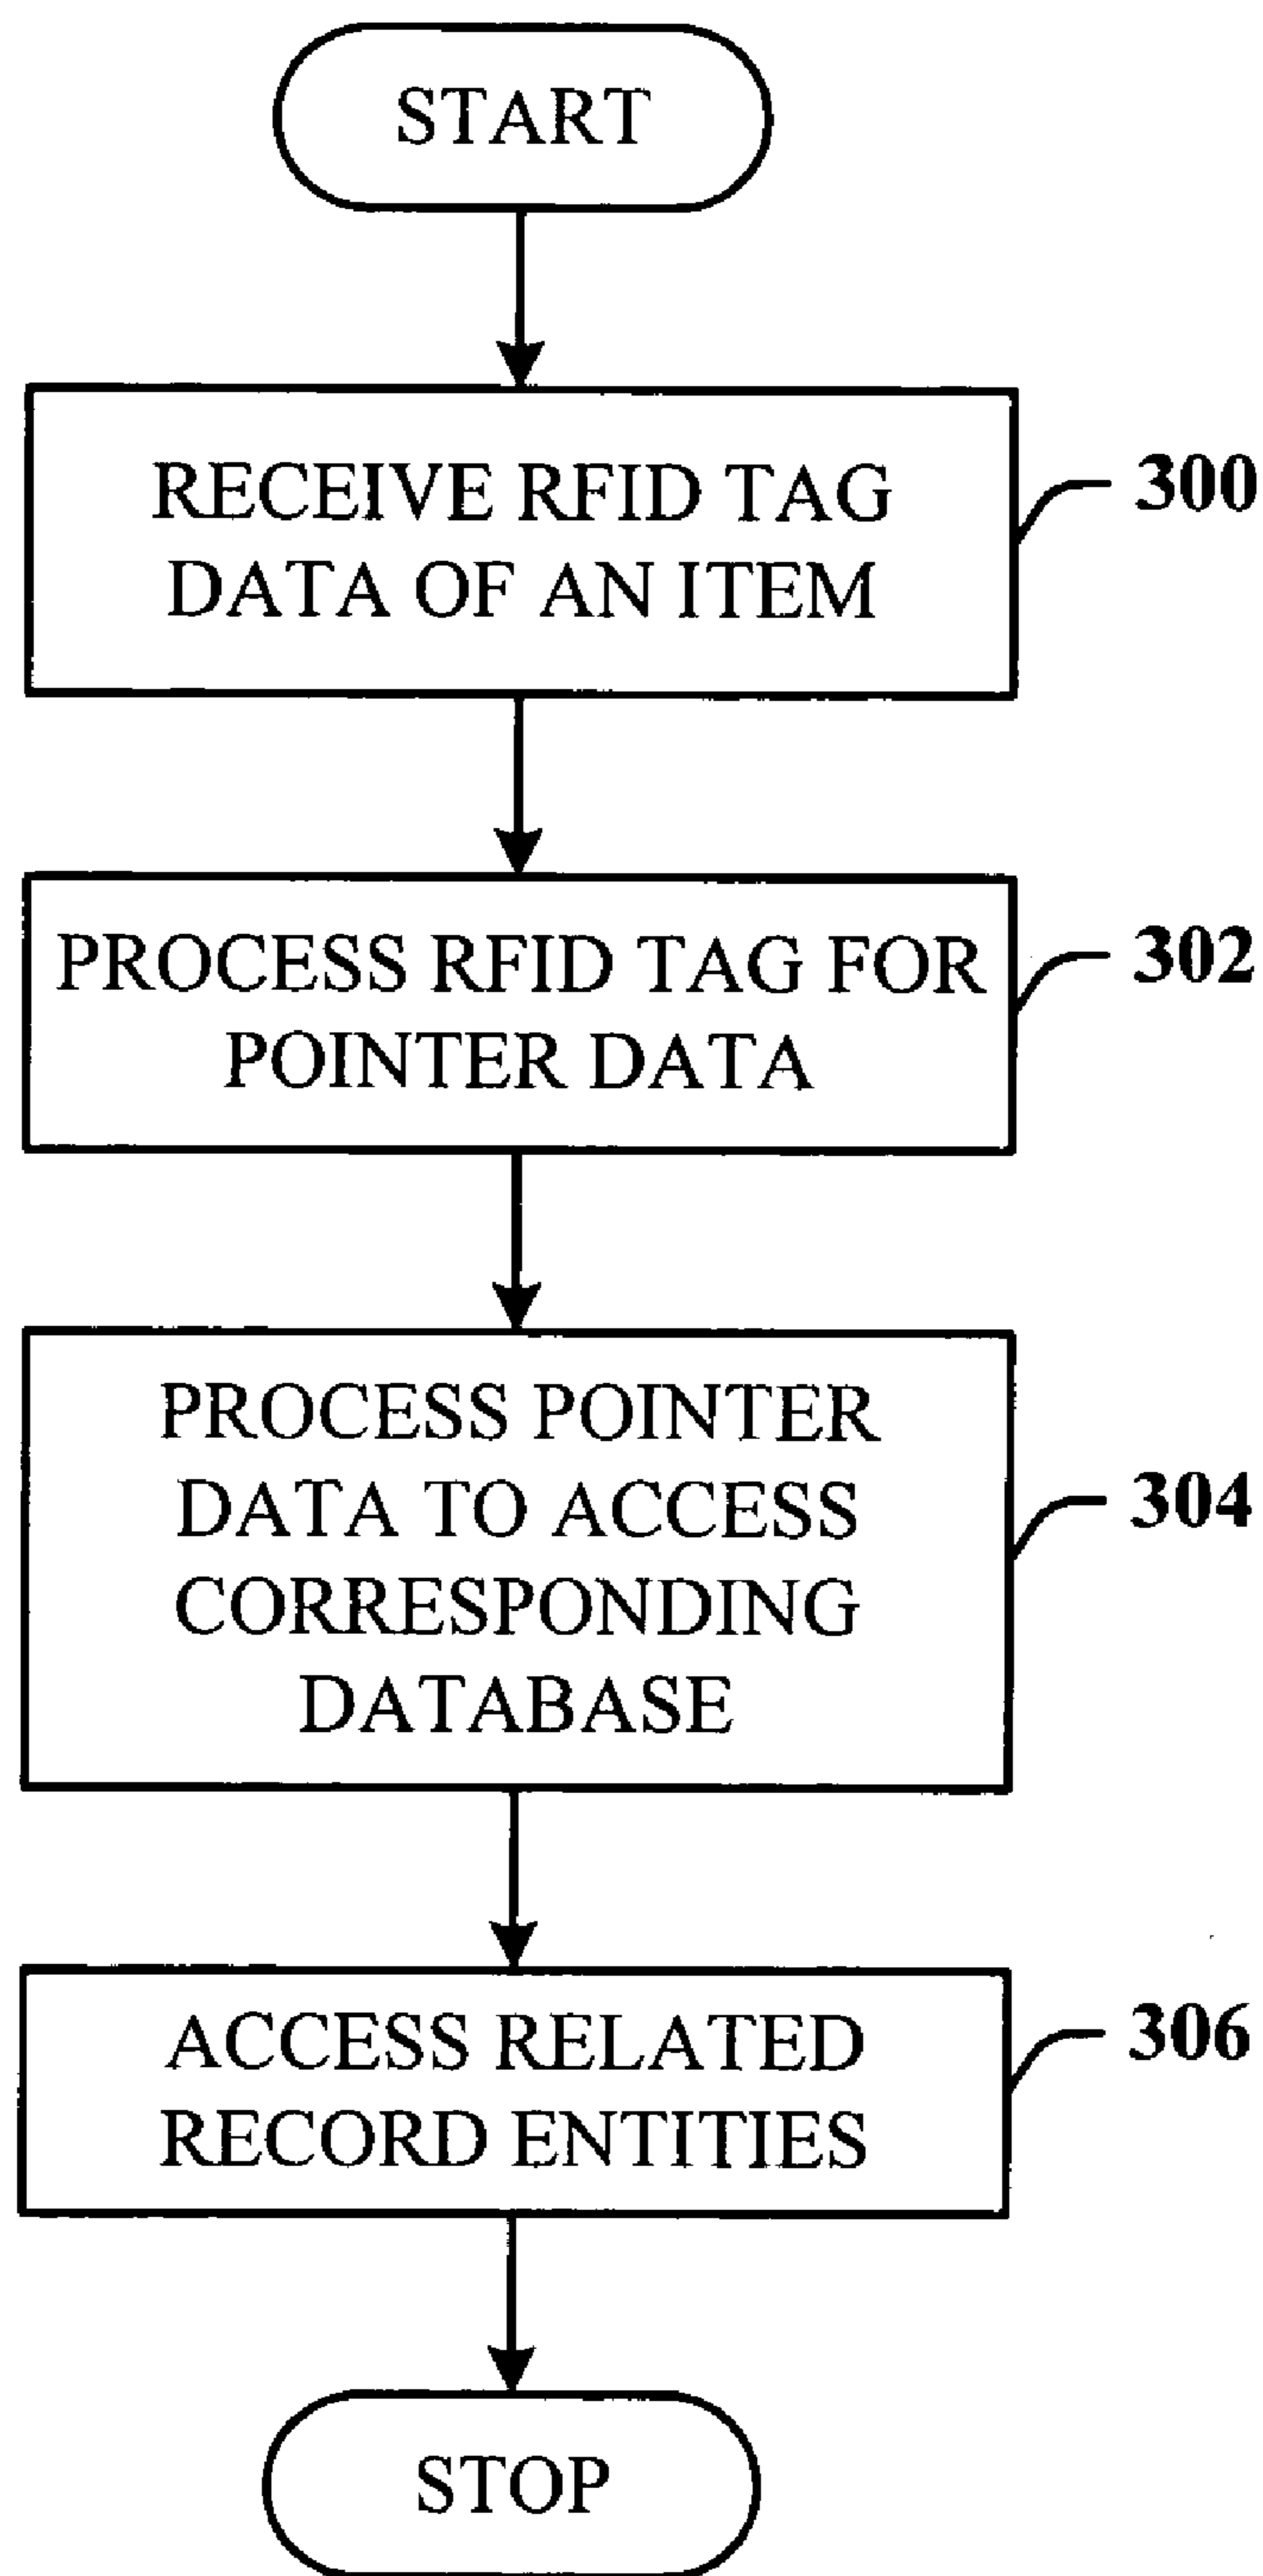 START
RECEIVE RFID TAG
DATA OF AN ITEM
300
PROCESS RFID TAG FOR
POINTER DATA
302
PROCESS POINTER
DATA TO ACCESS
CORRESPONDING
DATABASE
304
ACCESS RELATED
RECORD ENTITIES
306
STOP